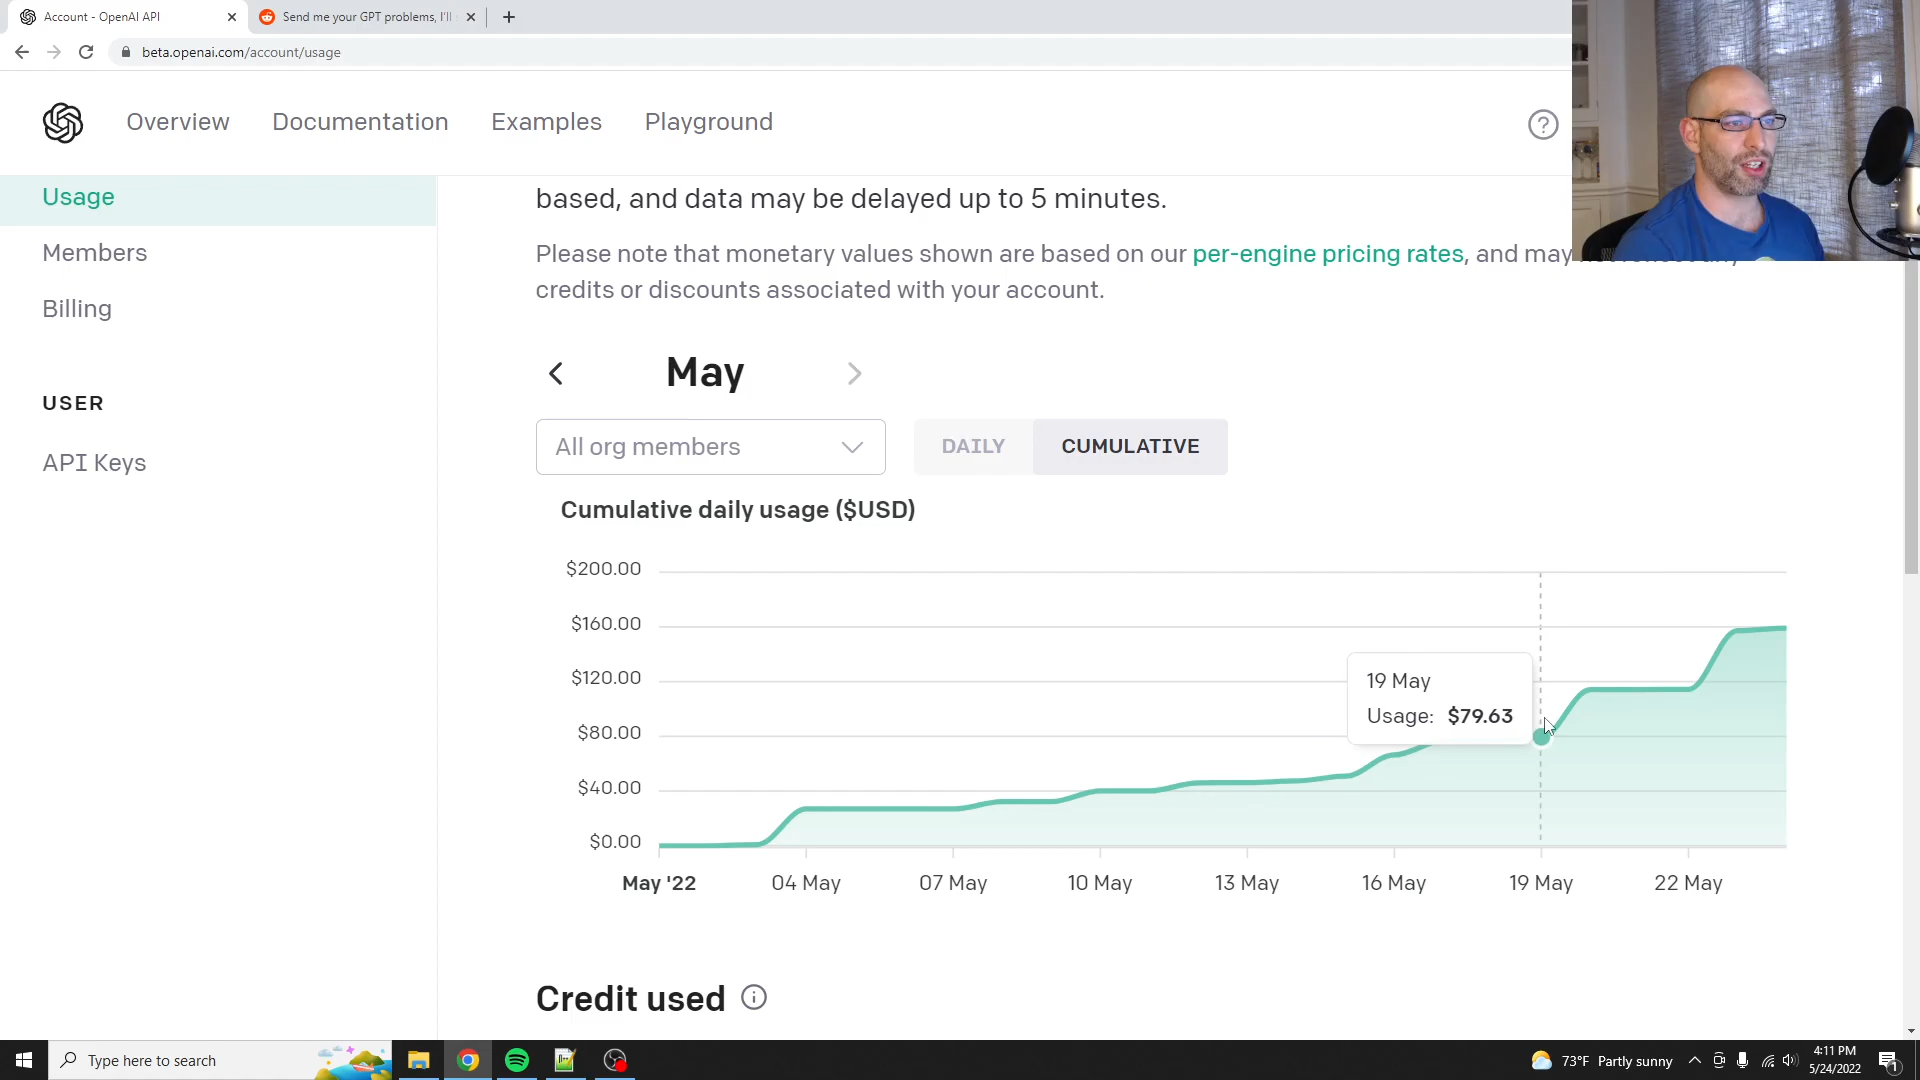 Account - OpenAI API
Send me your GPT problems, I'll
beta.openai.com/account/usage
Overview
Documentation
Examples
Playground
Usage
Members
Billing
USER
API Keys
based, and data may be delayed up to 5 minutes.
Please note that monetary values shown are based on our per-engine pricing rates, and may
credits or discounts associated with your account.
May
All org members
DAILY
CUMULATIVE
Cumulative daily usage ($USD)
$200.00
$160.00
$120.00
$80.00
$40.00
$0.00
19 May
Usage: $79.63
May '22
04 May
07 May
10 May
13 May
16 May
19 May
22 May
Credit used
Type here to search
73°F Partly sunny
4:11 PM
5/24/2022
1